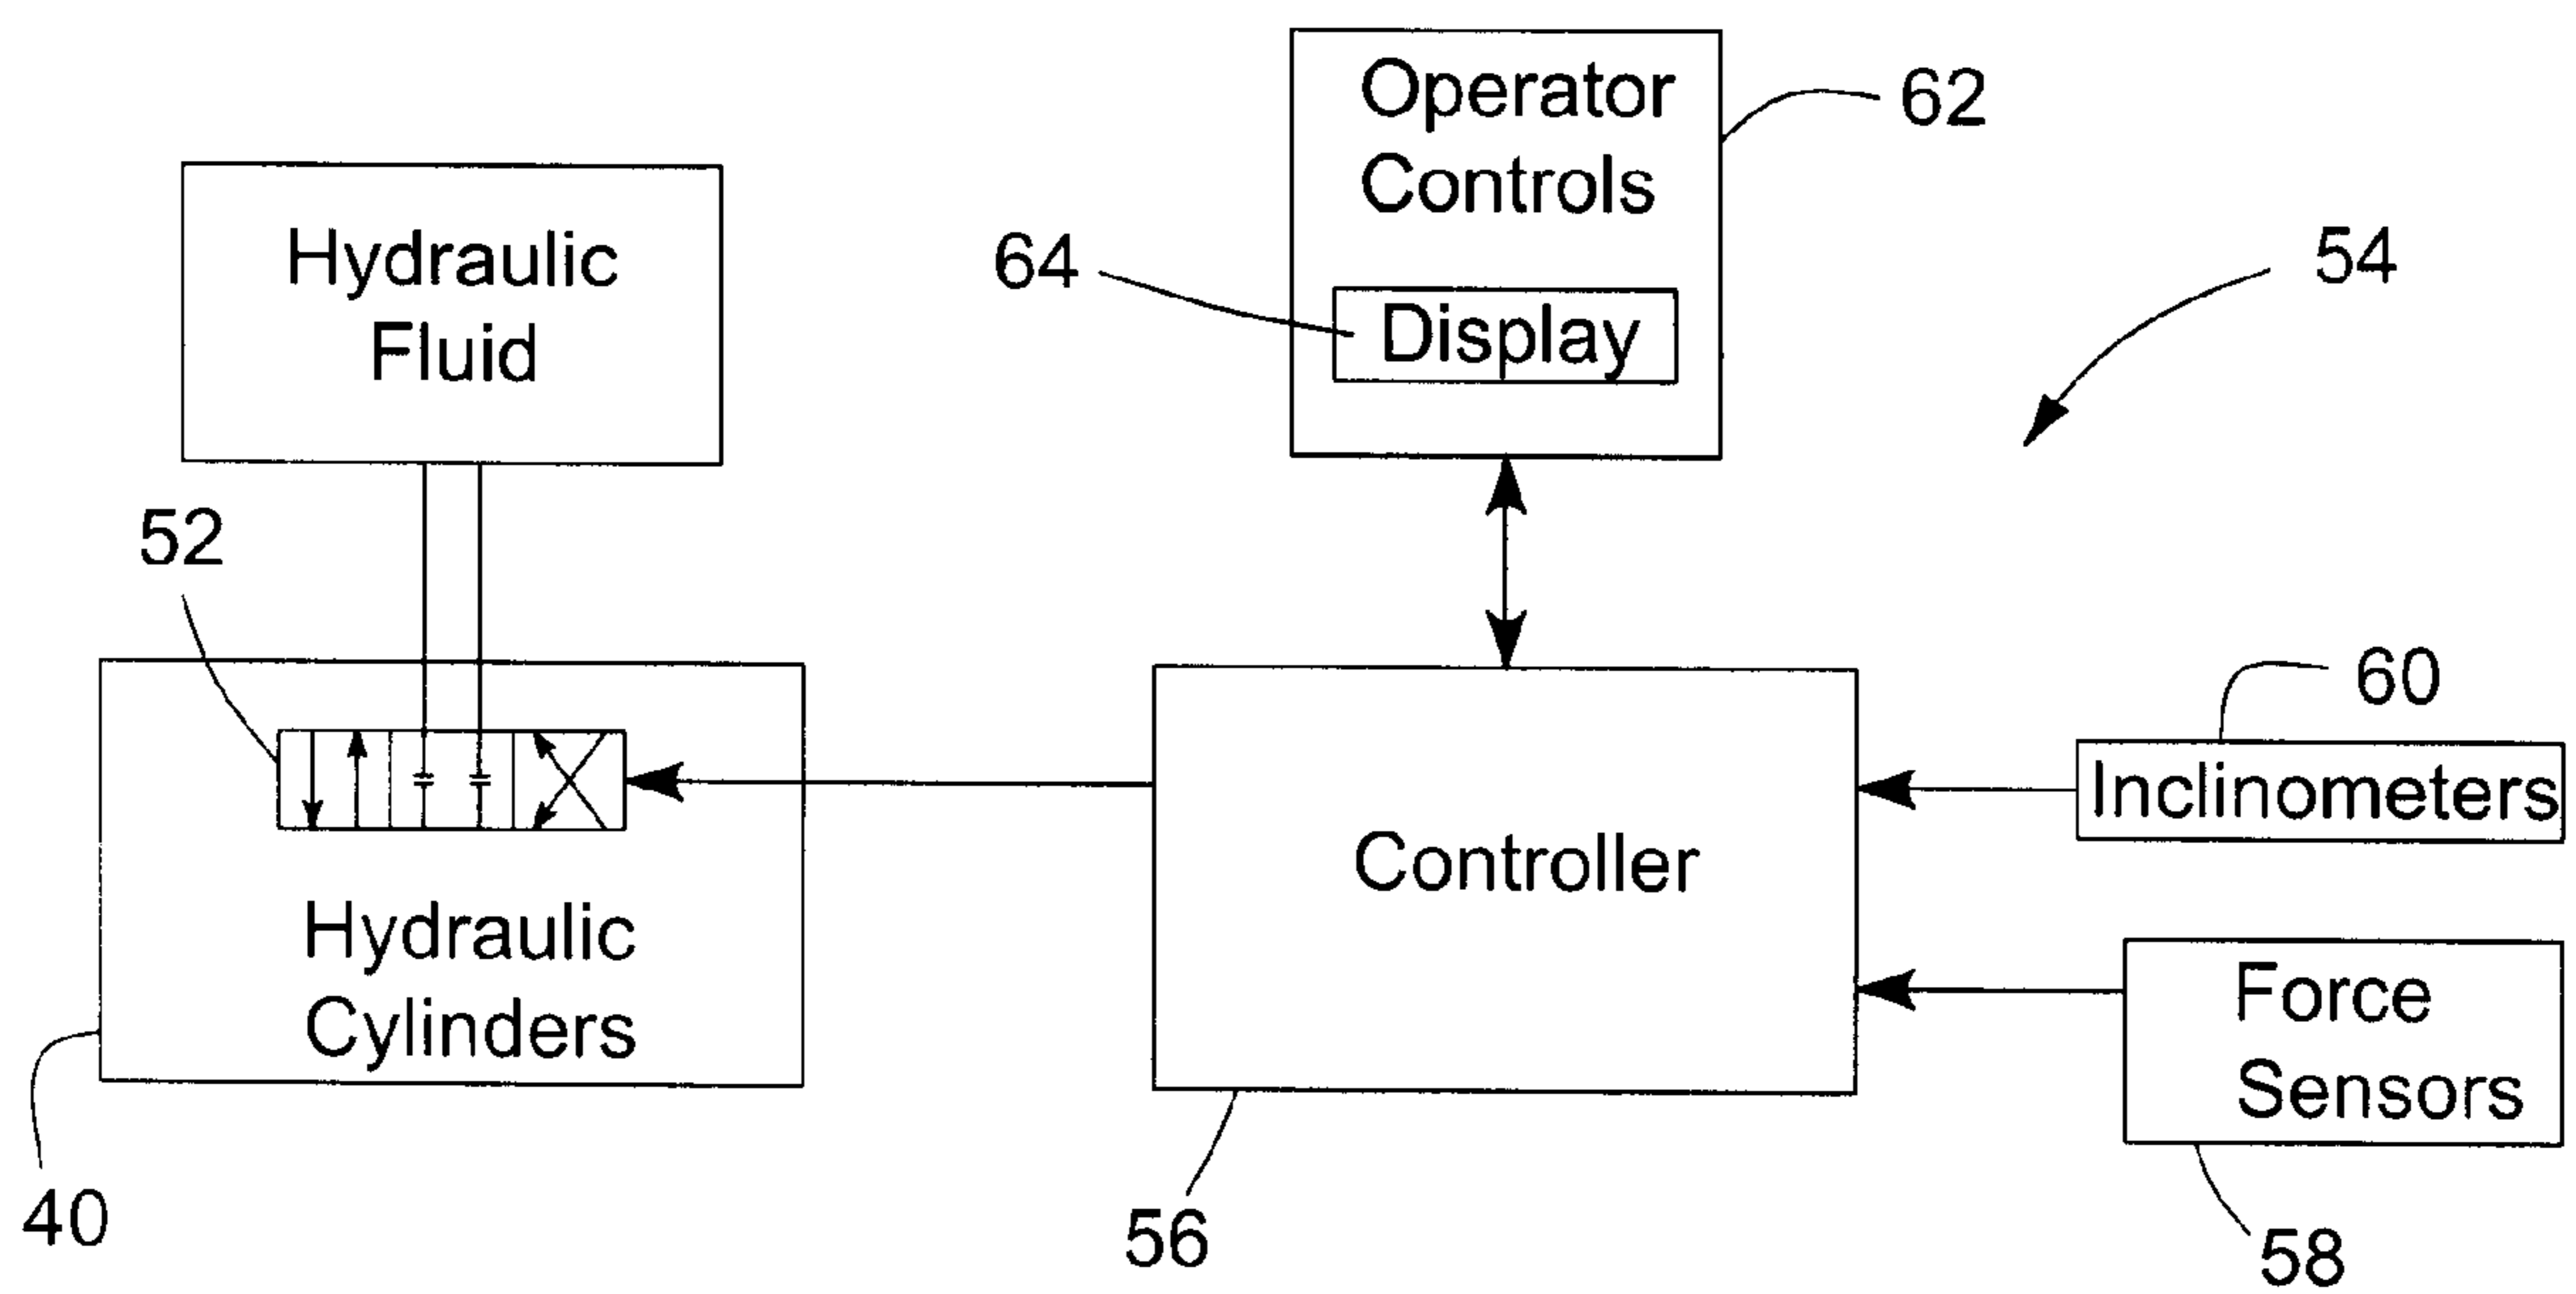 Operator
Controls
62
Hydraulic
Fluid
64
Display
54
52
60
Inclinometers
Controller
Hydraulic
Cylinders
Force
Sensors
40
56
58